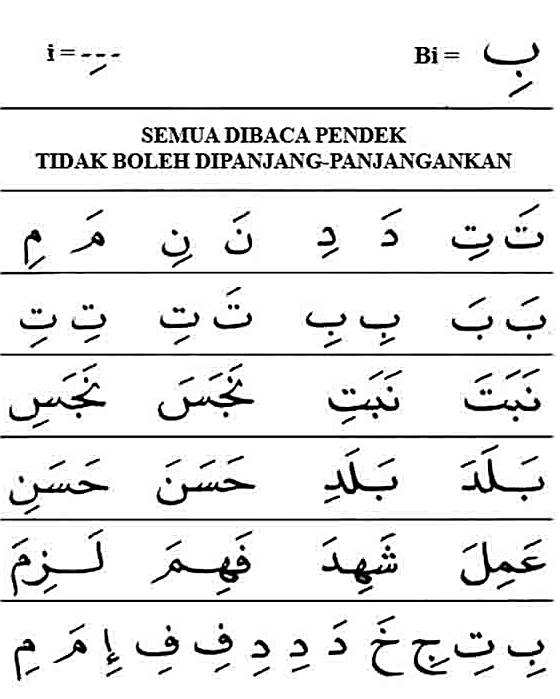 i = --ِ- Bi = بِ
SEMUA DIBACA PENDEK
TIDAK BOLEH DIPANJANG-PANJANGANKAN
تَ تِ دَ دِ نَ نِ مَ مِ
بَ بَ بِ بِ تَ تِ تِ تِ
نَبَتَ نَبَتِ نَجَسَ نَجَسِ
بَلَدَ بَلَدِ حَسَنَ حَسَنِ
عَمِلَ شَهِدَ فَهِمَ لَزِمَ
بِ تِ جِ خَ دَ دِ دِ فِ فِ إِ مَ مِ